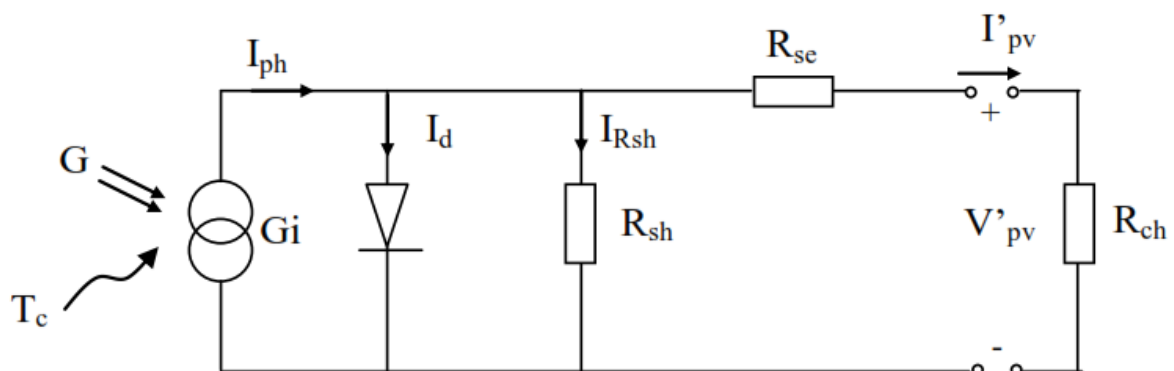 I'pv
Rse
Iph
+
Id
IRsh
G
Gi
Rsh
V'pv
Rch
Tc
-